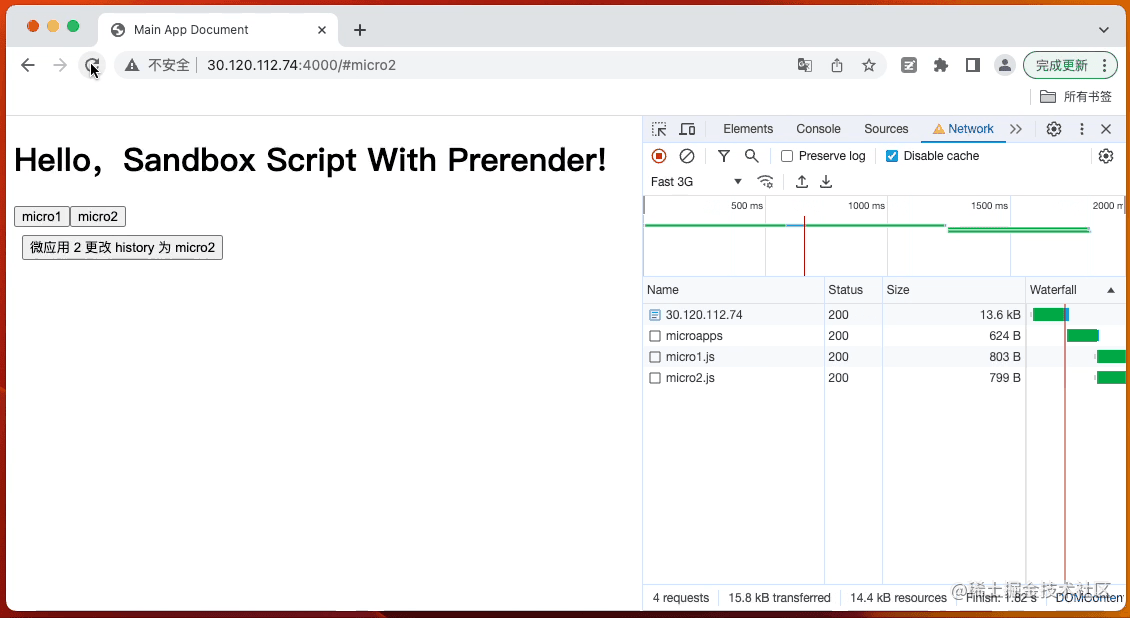 Main App Document
不安全
30.120.112.74:4000/#micro2
完成更新
所有书签
Hello，Sandbox Script With Prerender!
micro1
micro2
微应用 2 更改 history 为 micro2
Elements Console Sources Network
Preserve log Disable cache
Fast 3G
500 ms 1000 ms 1500 ms 2000 m
Name Status Size Waterfall
30.120.112.74 200 13.6 kB
microapps 200 624 B
micro1.js 200 803 B
micro2.js 200 799 B
4 requests 15.8 kB transferred 14.4 kB resources Finish: 1.82 s DOMConten
@稀土掘金技术社区